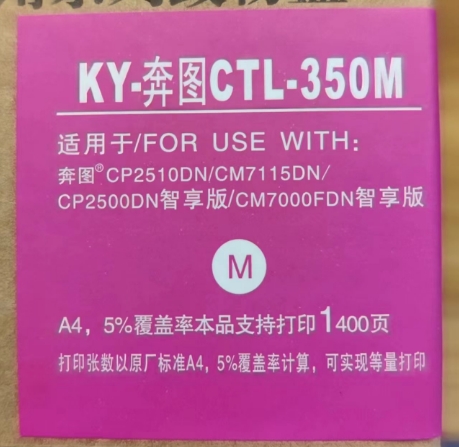 KY-奔图CTL-350M
适用于/FOR USE WITH:
奔图®CP2510DN/CM7115DN/
CP2500DN智享版/CM7000FDN智享版
M
A4，5%覆盖率本品支持打印1400页
打印张数以原厂标准A4，5%覆盖率计算，可实现等量打印